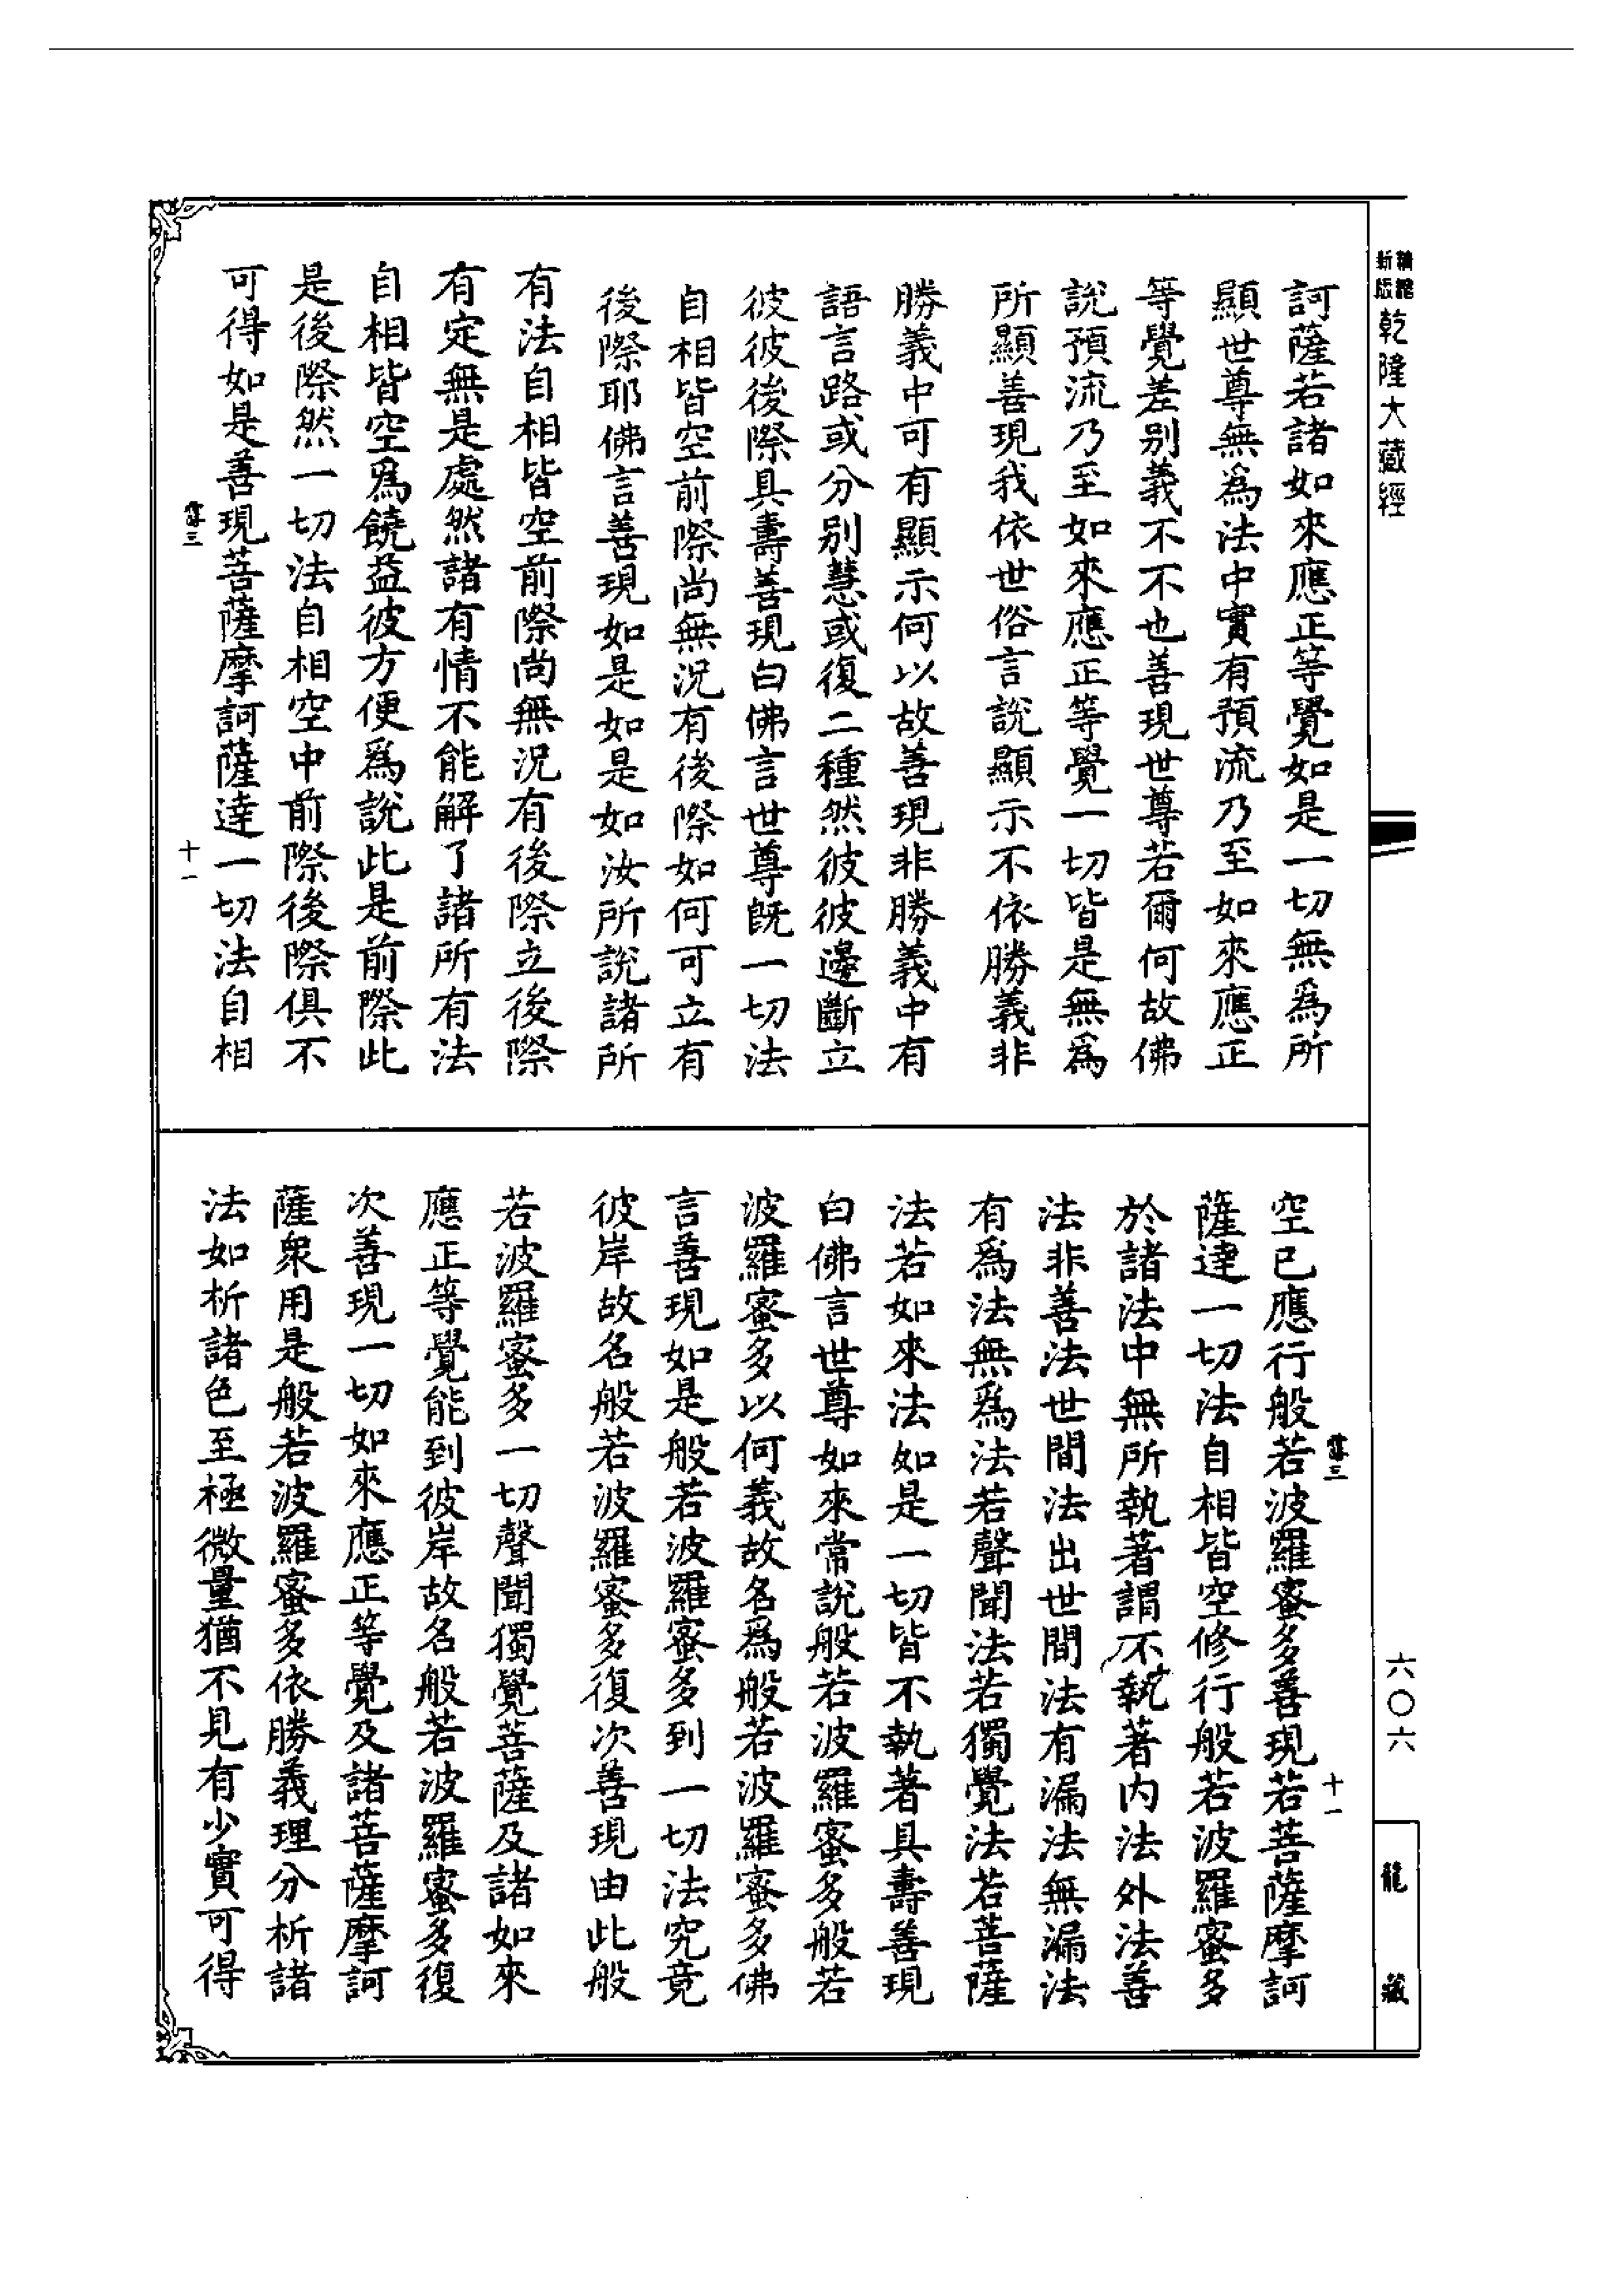 乾隆大藏經
訶薩若諸如來應正等覺如是一切無爲所
顯世尊無爲法中實有預流乃至如來應正
等覺差別義不不也善現世尊若爾何故佛
說預流乃至如來應正等覺一切皆是無爲
所顯善現我依世俗言說顯示不依勝義非
勝義中可有顯示何以故善現非勝義中有
語言路或分別慧或復二種然彼彼邊斷立
彼彼後際具壽善現白佛言世尊既一切法
自相皆空前際尚無況有後際如何可立有
後際耶佛言善現如是如是如汝所說諸所
有法自相皆空前際尚無況有後際立後際
有定無是處然諸有情不能解了諸所有法
自相皆空爲饒益彼方便爲說此是前際此
是後際然一切法自相空中前際後際俱不
可得如是善現菩薩摩訶薩達一切法自相
十一
空已應行般若波羅蜜多善現若菩薩摩訶
薩達一切法自相皆空修行般若波羅蜜多
於諸法中無所執著謂不執著內法外法善
法非善法世間法出世間法有漏法無漏法
有爲法無爲法若聲聞法若獨覺法若菩薩
法若如來法如是一切皆不執著具壽善現
白佛言世尊如來常說般若波羅蜜多般若
波羅蜜多以何義故名爲般若波羅蜜多佛
言善現如是般若波羅蜜多到一切法究竟
彼岸故名般若波羅蜜多復次善現由此般
若波羅蜜多一切聲聞獨覺菩薩及諸如來
應正等覺能到彼岸故名般若波羅蜜多復
次善現一切如來應正等覺及諸菩薩摩訶
薩衆用是般若波羅蜜多依勝義理分析諸
法如析諸色至極微量猶不見有少實可得
十一
六〇六
龍藏